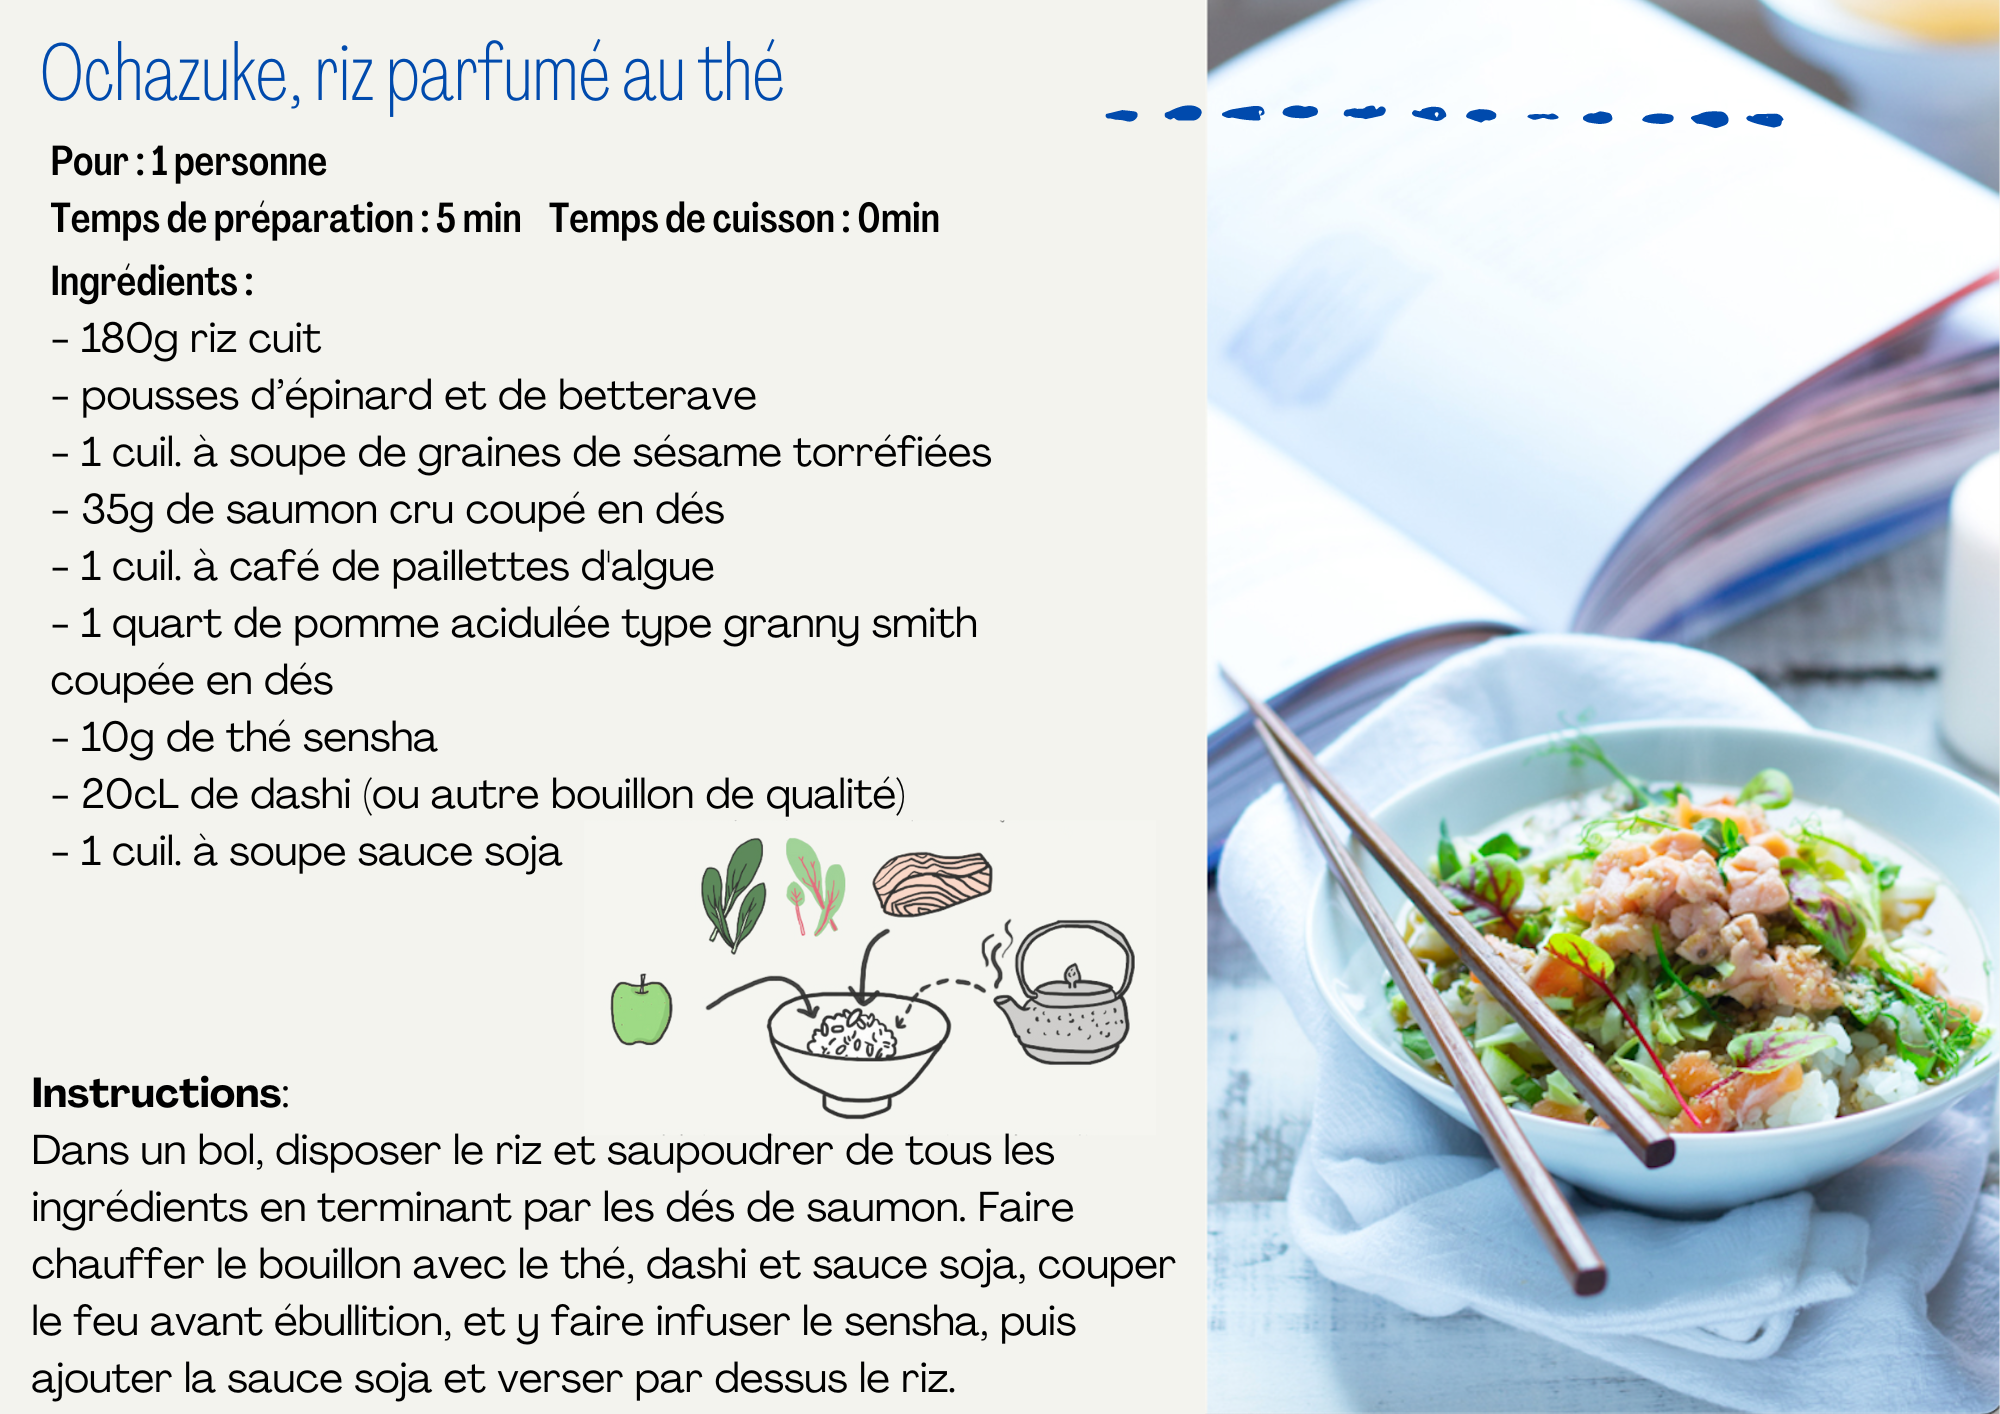 Ochazuke, riz parfumé au thé
Pour : 1 personne
Temps de préparation : 5 min Temps de cuisson : 0min
Ingrédients :
- 180g riz cuit
- pousses d’épinard et de betterave
- 1 cuil. à soupe de graines de sésame torréfiées
- 35g de saumon cru coupé en dés
- 1 cuil. à café de paillettes d'algue
- 1 quart de pomme acidulée type granny smith
coupée en dés
- 10g de thé sensha
- 20cL de dashi (ou autre bouillon de qualité)
- 1 cuil. à soupe sauce soja
Instructions:
Dans un bol, disposer le riz et saupoudrer de tous les
ingrédients en terminant par les dés de saumon. Faire
chauffer le bouillon avec le thé, dashi et sauce soja, couper
le feu avant ébullition, et y faire infuser le sensha, puis
ajouter la sauce soja et verser par dessus le riz.